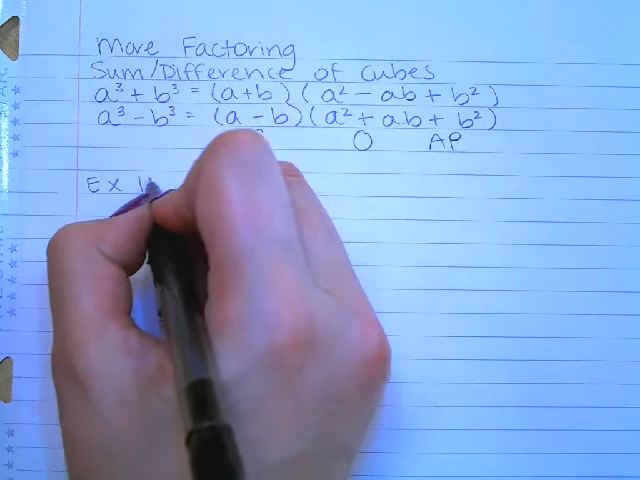 More Factoring
Sum/Difference of Cubes
a³ + b³ = (a + b)(a² - ab + b²)
a³ - b³ = (a - b)(a² + ab + b²)
O AP
Ex